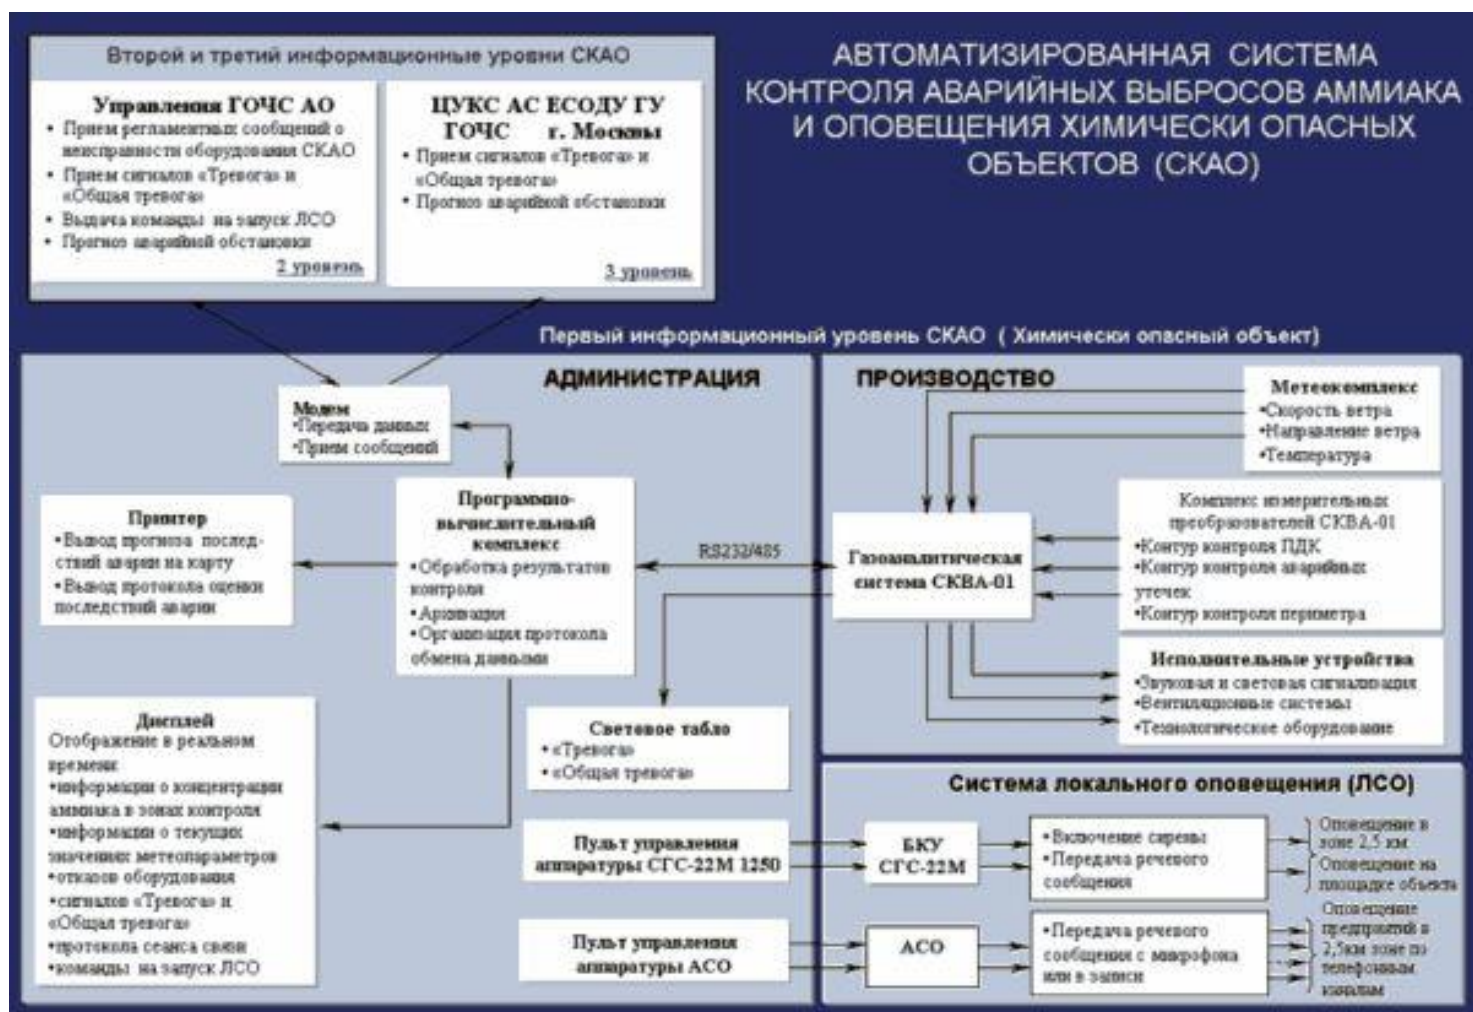 АВТОМАТИЗИРОВАННАЯ СИСТЕМА
КОНТРОЛЯ АВАРИЙНЫХ ВЫБРОСОВ АММИАКА
И ОПОВЕЩЕНИЯ ХИМИЧЕСКИ ОПАСНЫХ
ОБЪЕКТОВ (СКАО)
Второй и третий информационные уровни СКАО
Управления ГОЧС АО
• Прием регламентных сообщений о
неисправности оборудования СКАО
• Прием сигналов «Тревога» и
«Общая тревога»
• Выдача команды на запуск ЛСО
• Прогноз аварийной обстановки
2 уровень
ЦУКС АС ЕСОДУ ГУ
ГОЧС г. Москвы
• Прием сигналов «Тревога» и
«Общая тревога»
• Прогноз аварийной обстановки
3 уровень
Первый информационный уровень СКАО ( Химически опасный объект)
АДМИНИСТРАЦИЯ
Модем
•Передача данных
•Прием сообщений
Принтер
•Вывод прогноза послед-
ствий аварии на карту
•Вывод протокола оценки
последствий аварии
Программно-
вычислительный
комплекс
•Обработка результатов
контроля
•Архивация
•Организация протокола
обмена данными
RS232/485
Дисплей
Отображение в реальном
времени:
•информации о концентрации
аммиака в зонах контроля
•информации о текущих
значениях метеопараметров
•отказов оборудования
•сигналов «Тревога» и
«Общая тревога»
•протокола сеанса связи
•команды на запуск ЛСО
Световое табло
• «Тревога»
• «Общая тревога»
Пульт управления
аппаратуры СГС-22М 1250
Пульт управления
аппаратуры АСО
ПРОИЗВОДСТВО
Метеокомплекс
•Скорость ветра
•Направление ветра
•Температура
Газоаналитическая
система СКВА-01
Комплекс измерительных
преобразователей СКВА-01
•Контур контроля ПДК
•Контур контроля аварийных
утечек
•Контур контроля периметра
Исполнительные устройства
•Звуковая и световая сигнализация
•Вентиляционные системы
•Технологическое оборудование
Система локального оповещения (ЛСО)
БКУ
СГС-22М
•Включение сирены
•Передача речевого
сообщения
Оповещение в
зоне 2,5 км
Оповещение на
площадке объекта
АСО
•Передача речевого
сообщения с микрофона
или в записи
Оповещение
предприятий в
2,5км зоне по
телефонным
каналам